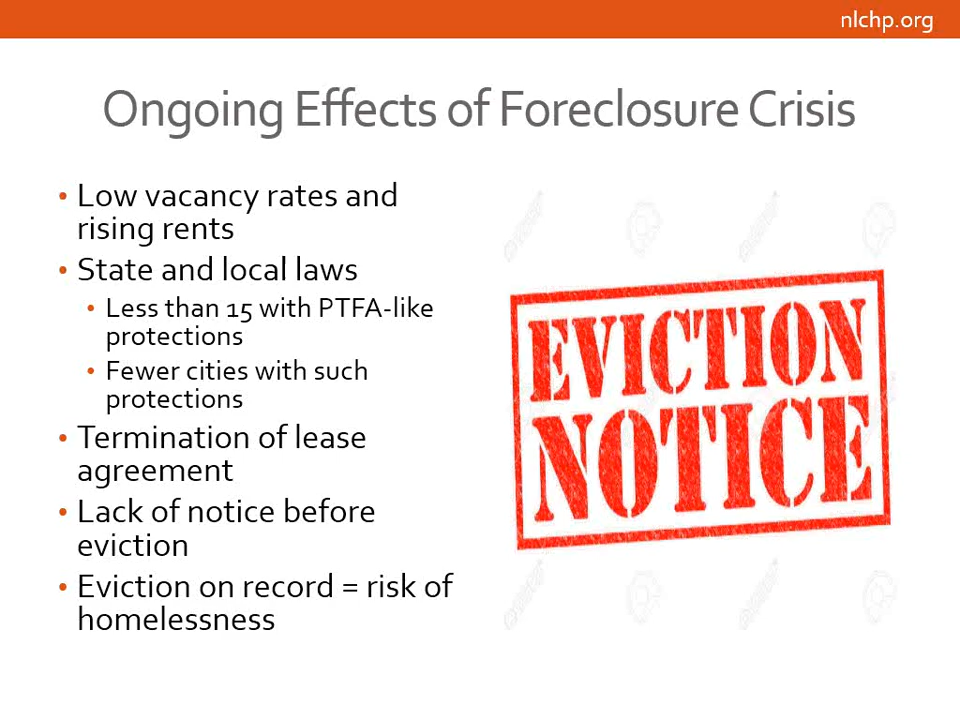 nlchp.org
Ongoing Effects of Foreclosure Crisis
• Low vacancy rates and
rising rents
• State and local laws
• Less than 15 with PTFA-like
protections
• Fewer cities with such
protections
• Termination of lease
agreement
• Lack of notice before
eviction
• Eviction on record = risk of
homelessness
EVICTION
NOTICE